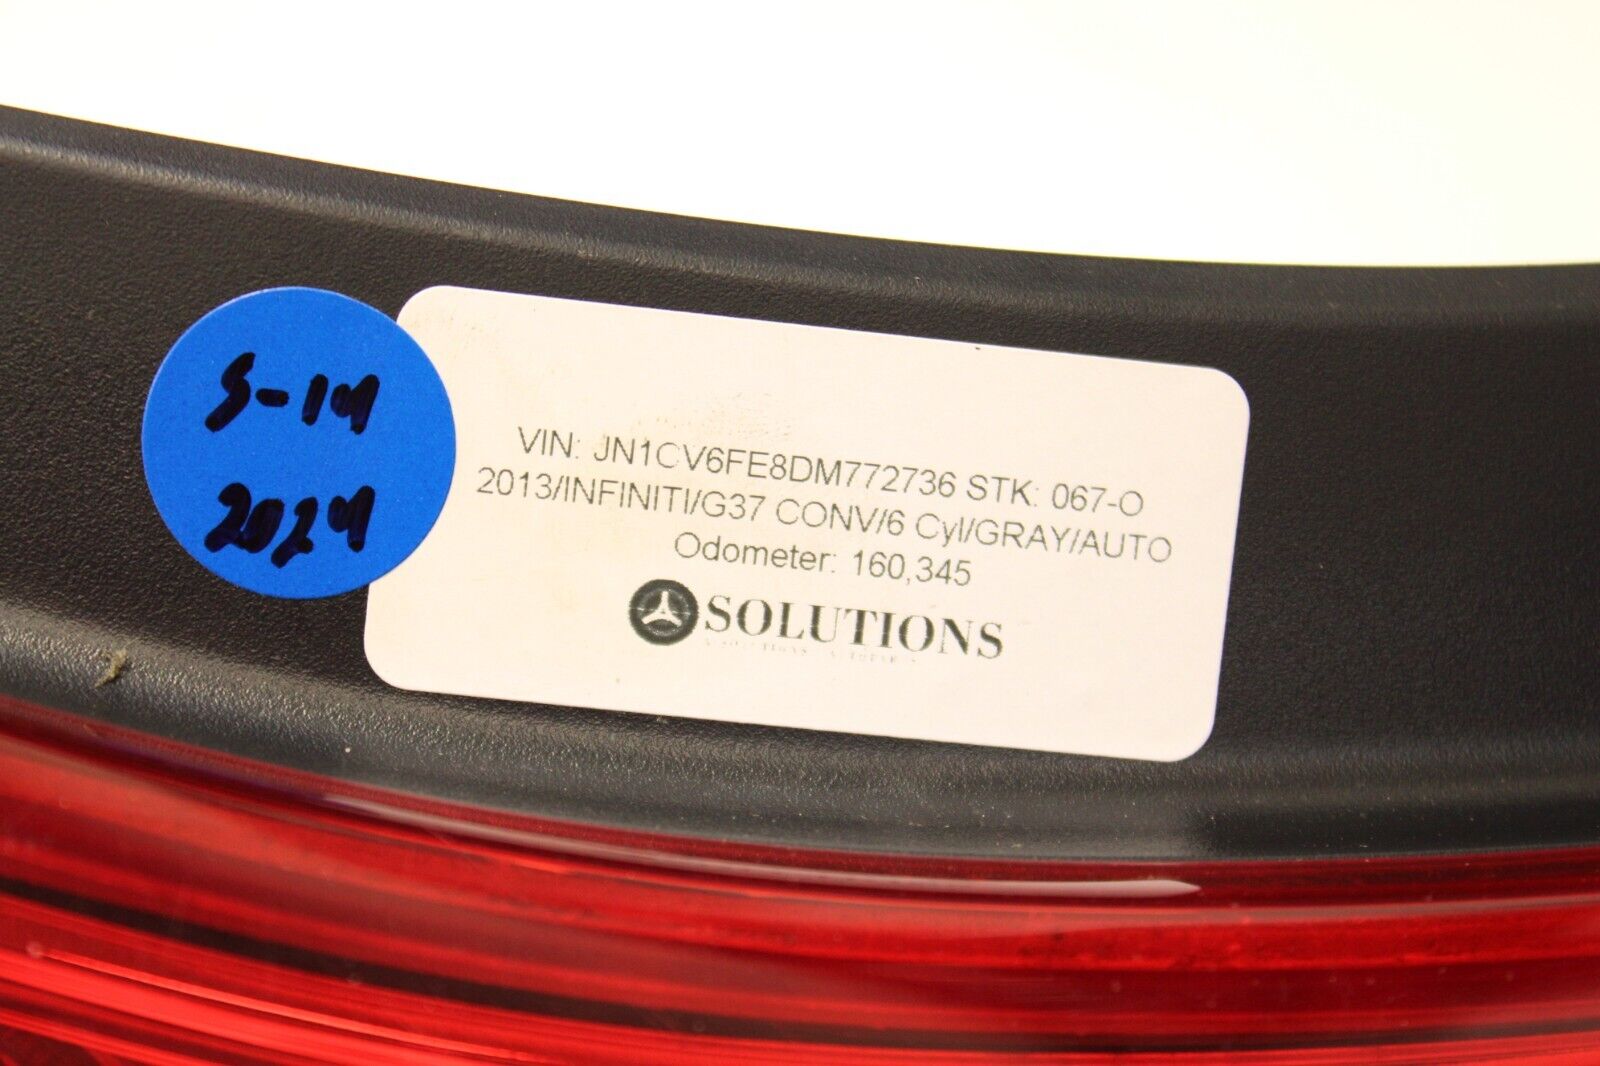 S-14
2024
VIN: JN1CV6FE8DM772736 STK: 067-O
2013/INFINITI/G37 CONV/6 Cyl/GRAY/AUTO
Odometer: 160,345
SOLUTIONS